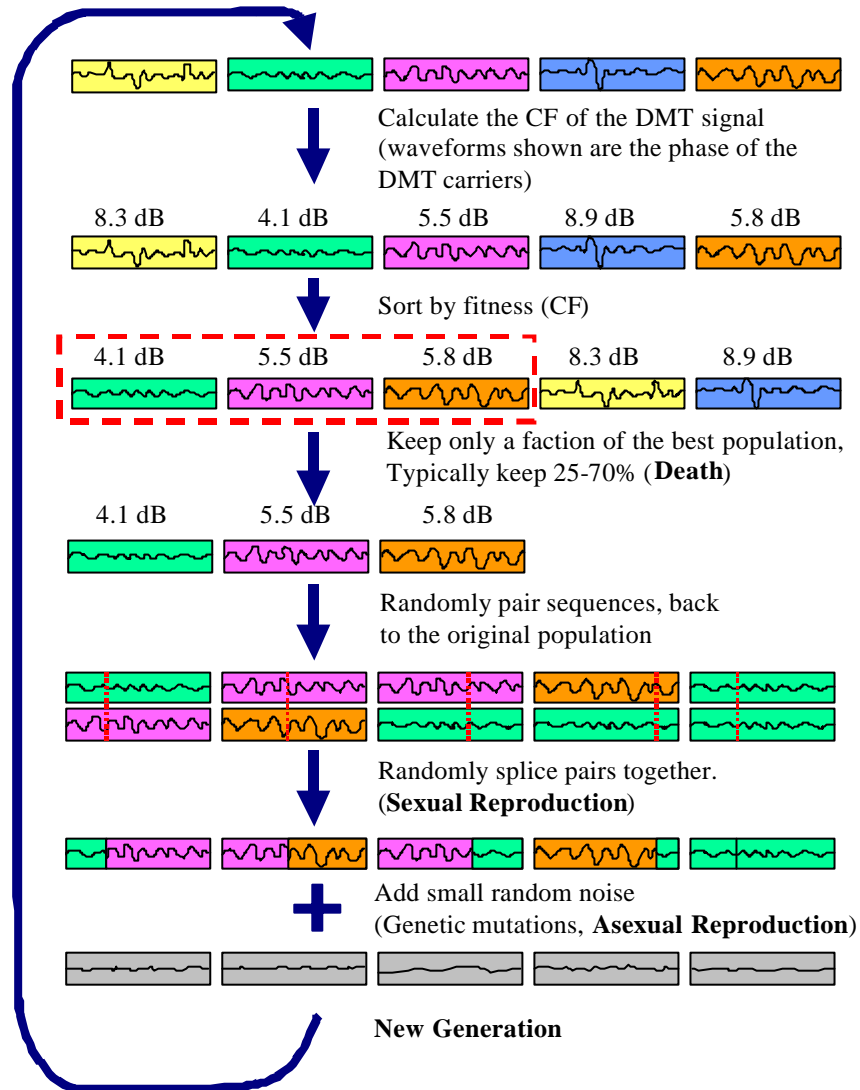 Calculate the CF of the DMT signal
(waveforms shown are the phase of the
DMT carriers)
8.3 dB 4.1 dB 5.5 dB 8.9 dB 5.8 dB
Sort by fitness (CF)
4.1 dB 5.5 dB 5.8 dB 8.3 dB 8.9 dB
Keep only a faction of the best population,
Typically keep 25-70% (Death)
4.1 dB 5.5 dB 5.8 dB
Randomly pair sequences, back
to the original population
Randomly splice pairs together.
(Sexual Reproduction)
Add small random noise
(Genetic mutations, Asexual Reproduction)
New Generation